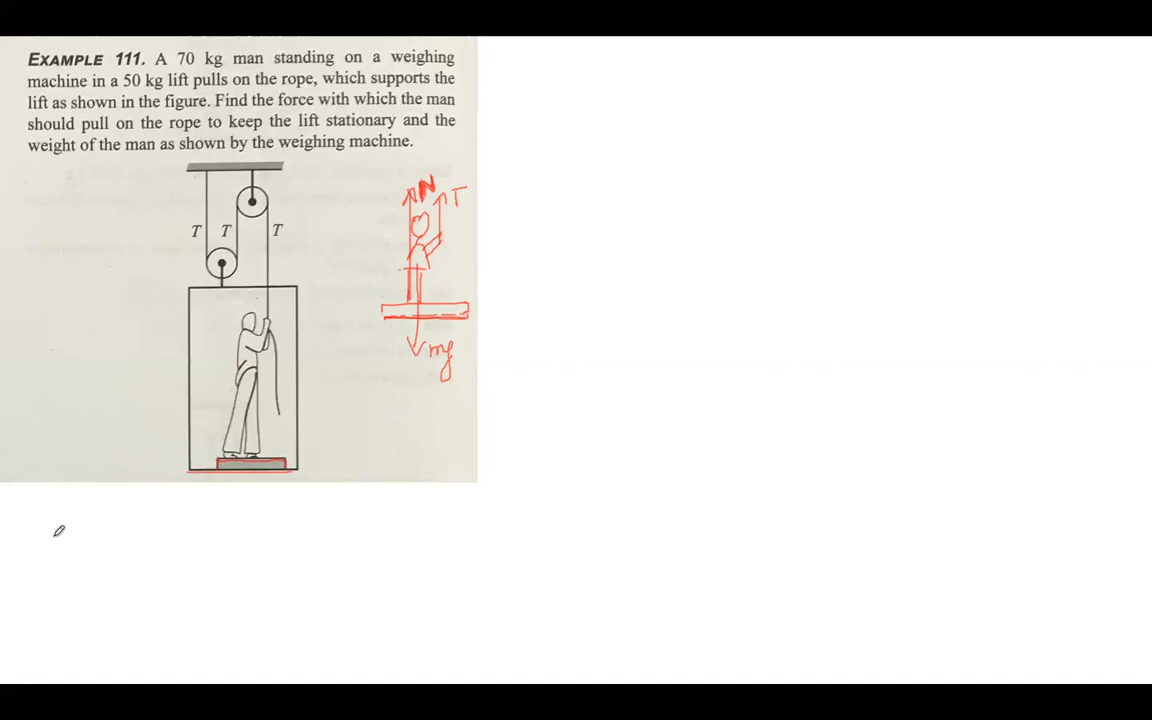 EXAMPLE 111. A 70 kg man standing on a weighing
machine in a 50 kg lift pulls on the rope, which supports the
lift as shown in the figure. Find the force with which the man
should pull on the rope to keep the lift stationary and the
weight of the man as shown by the weighing machine.
N
T
T T T
mg